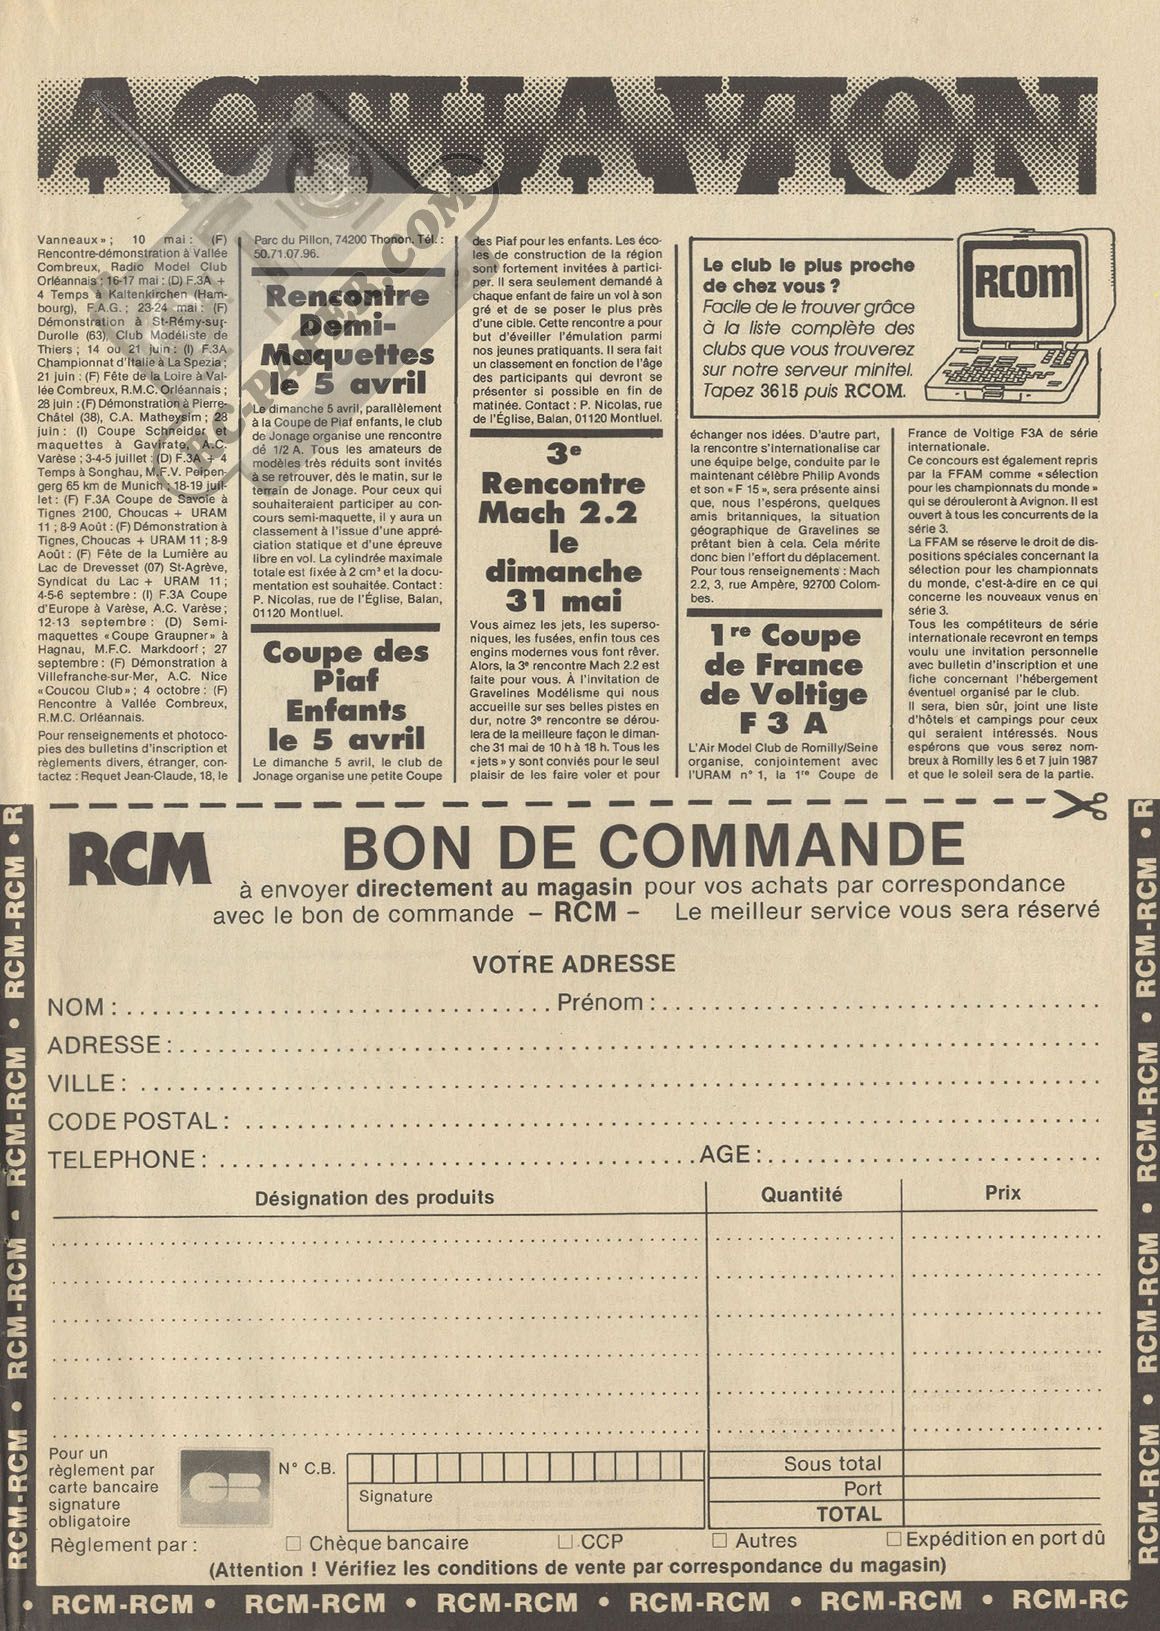 ACTUAVION
RC-PAPER.COM
Vanneaux» ; 10 mai : (F)
Rencontre-démonstration à Vallée
Combreux, Radio Model Club
Orléannais ; 16-17 mai : (D) F.3A +
4 Temps à Kaltenkirchen (Ham-
bourg), F.A.G. ; 23-24 mai : (F)
Démonstration à St-Rémy-sur-
Durolle (63), Club Modéliste de
Thiers ; 14 ou 21 juin : (I) F.3A
Championnat d'Italie à La Spezia ;
21 juin : (F) Fête de la Loire à Val-
lée Combreux, R.M.C. Orléannais ;
28 juin : (F) Démonstration à Pierre-
Châtel (38), C.A. Matheysim ; 28
juin : (I) Coupe Schneider et
maquettes à Gavirate, A.C.
Varèse ; 3-4-5 juillet : (D) F.3A + 4
Temps à Songhau, M.F.V. Peipen-
gerg 65 km de Munich ; 18-19 juil-
let : (F) F.3A Coupe de Savoie à
Tignes 2100, Choucas + URAM
11 ; 8-9 Août : (F) Démonstration à
Tignes, Choucas + URAM 11 ; 8-9
Août : (F) Fête de la Lumière au
Lac de Drevesset (07) St-Agrève,
Syndicat du Lac + URAM 11 ;
4-5-6 septembre : (I) F.3A Coupe
d'Europe à Varèse, A.C. Varèse ;
12-13 septembre : (D) Semi-
maquettes «Coupe Graupner» à
Hagnau, M.F.C. Markdoorf ; 27
septembre : (F) Démonstration à
Villefranche-sur-Mer, A.C. Nice
«Coucou Club» ; 4 octobre : (F)
Rencontre à Vallée Combreux,
R.M.C. Orléannais.
Pour renseignements et photoco-
pies des bulletins d'inscription et
règlements divers, étranger, con-
tactez : Requet Jean-Claude, 18, le
Parc du Pillon, 74200 Thonon. Tél. :
50.71.07.96.
Rencontre
Demi-
Maquettes
le 5 avril
Le dimanche 5 avril, parallèlement
à la Coupe de Piaf enfants, le club
de Jonage organise une rencontre
dé 1/2 A. Tous les amateurs de
modèles très réduits sont invités
à se retrouver, dès le matin, sur le
terrain de Jonage. Pour ceux qui
souhaiteraient participer au con-
cours semi-maquette, il y aura un
classement à l'issue d'une appré-
ciation statique et d'une épreuve
libre en vol. La cylindrée maximale
totale est fixée à 2 cm³ et la docu-
mentation est souhaitée. Contact :
P. Nicolas, rue de l'Église, Balan,
01120 Montluel.
Coupe des
Piaf
Enfants
le 5 avril
Le dimanche 5 avril, le club de
Jonage organise une petite Coupe
des Piaf pour les enfants. Les éco-
les de construction de la région
sont fortement invitées à partici-
per. Il sera seulement demandé à
chaque enfant de faire un vol à son
gré et de se poser le plus près
d'une cible. Cette rencontre a pour
but d'éveiller l'émulation parmi
nos jeunes pratiquants. Il sera fait
un classement en fonction de l'âge
des participants qui devront se
présenter si possible en fin de
matinée. Contact : P. Nicolas, rue
de l'Église, Balan, 01120 Montluel.
3e
Rencontre
Mach 2.2
le
dimanche
31 mai
Vous aimez les jets, les superso-
niques, les fusées, enfin tous ces
engins modernes vous font rêver.
Alors, la 3e rencontre Mach 2.2 est
faite pour vous. À l'invitation de
Gravelines Modélisme qui nous
accueille sur ses belles pistes en
dur, notre 3e rencontre se dérou-
lera de la meilleure façon le diman-
che 31 mai de 10 h à 18 h. Tous les
«jets» y sont conviés pour le seul
plaisir de les faire voler et pour
Le club le plus proche
de chez vous ?
Facile de le trouver grâce
à la liste complète des
clubs que vous trouverez
sur notre serveur minitel.
Tapez 3615 puis RCOM.
RCOM
échanger nos idées. D'autre part,
la rencontre s'internationalise car
une équipe belge, conduite par le
maintenant célèbre Philip Avonds
et son «F 15», sera présente ainsi
que, nous l'espérons, quelques
amis britanniques, la situation
géographique de Gravelines se
prêtant bien à cela. Cela mérite
donc bien l'effort du déplacement.
Pour tous renseignements : Mach
2.2, 3, rue Ampère, 92700 Colom-
bes.
1re Coupe
de France
de Voltige
F 3 A
L'Air Model Club de Romilly/Seine
organise, conjointement avec
l'URAM n° 1, la 1re Coupe de
France de Voltige F3A de série
internationale.
Ce concours est également repris
par la FFAM comme «sélection
pour les championnats du monde»
qui se dérouleront à Avignon. Il est
ouvert à tous les concurrents de la
série 3.
La FFAM se réserve le droit de dis-
positions spéciales concernant la
sélection pour les championnats
du monde, c'est-à-dire en ce qui
concerne les nouveaux venus en
série 3.
Tous les compétiteurs de série
internationale recevront en temps
voulu une invitation personnelle
avec bulletin d'inscription et une
fiche concernant l'hébergement
éventuel organisé par le club.
Il sera, bien sûr, joint une liste
d'hôtels et campings pour ceux
qui seraient intéressés. Nous
espérons que vous serez nom-
breux à Romilly les 6 et 7 juin 1987
et que le soleil sera de la partie.
RCM
BON DE COMMANDE
à envoyer directement au magasin pour vos achats par correspondance
avec le bon de commande – RCM – Le meilleur service vous sera réservé
VOTRE ADRESSE
NOM : Prénom :
ADRESSE :
VILLE :
CODE POSTAL :
TELEPHONE : AGE :
Désignation des produits Quantité Prix
Pour un
règlement par
carte bancaire
signature
obligatoire
CB
N° C.B.
Signature
Sous total
Port
TOTAL
Règlement par : □ Chèque bancaire □ CCP □ Autres □ Expédition en port dû
(Attention ! Vérifiez les conditions de vente par correspondance du magasin)
RCM-RCM • RCM-RCM • RCM-RCM • RCM-RCM • R
RCM-RCM • RCM-RCM • RCM-RCM • RCM-RCM • R
• RCM-RCM • RCM-RCM • RCM-RCM • RCM-RCM • RCM-RCM • RCM-RC